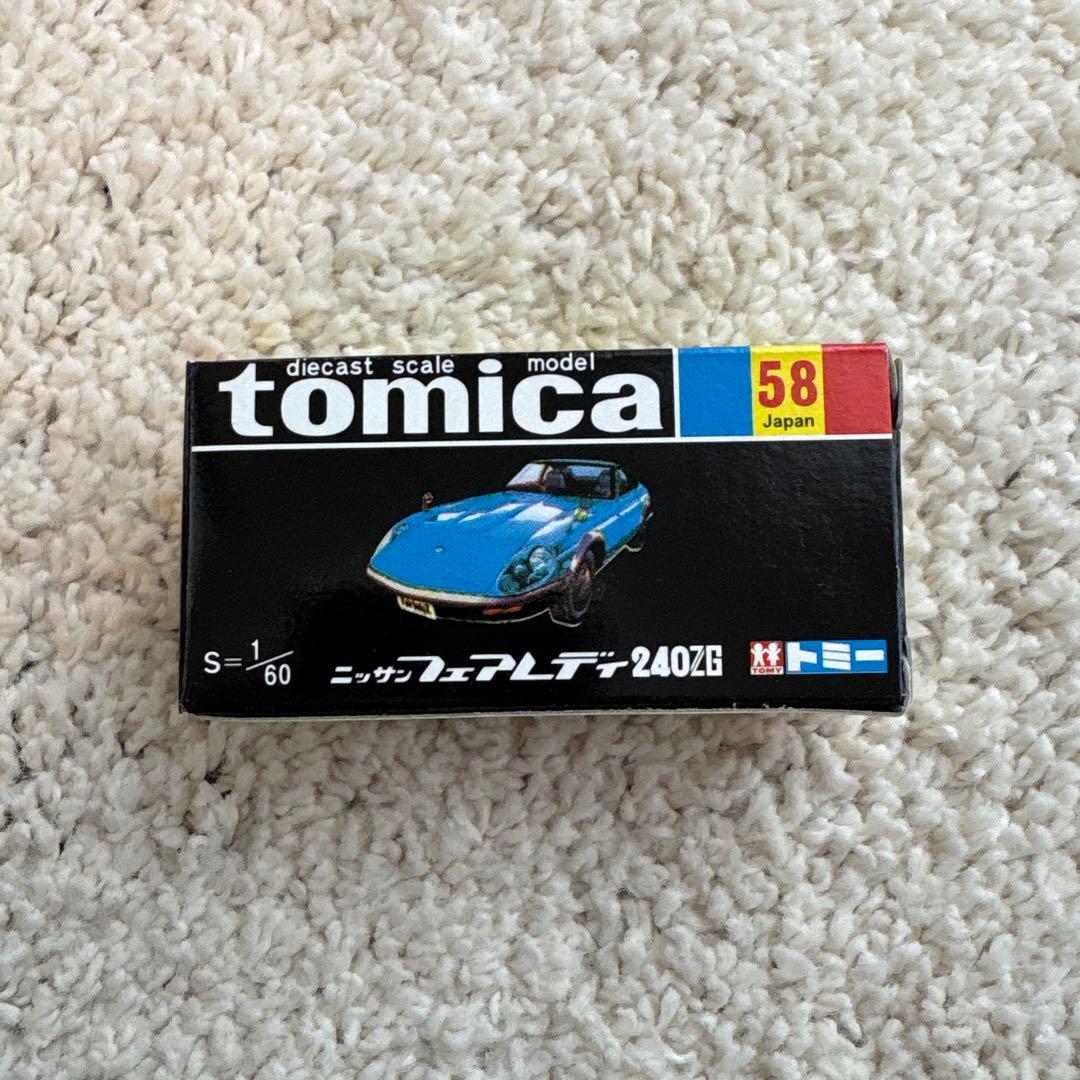 diecast scale model
tomica
58
Japan
S=1/60
ニッサンフェアレディ240ZG
TOMY
トミー